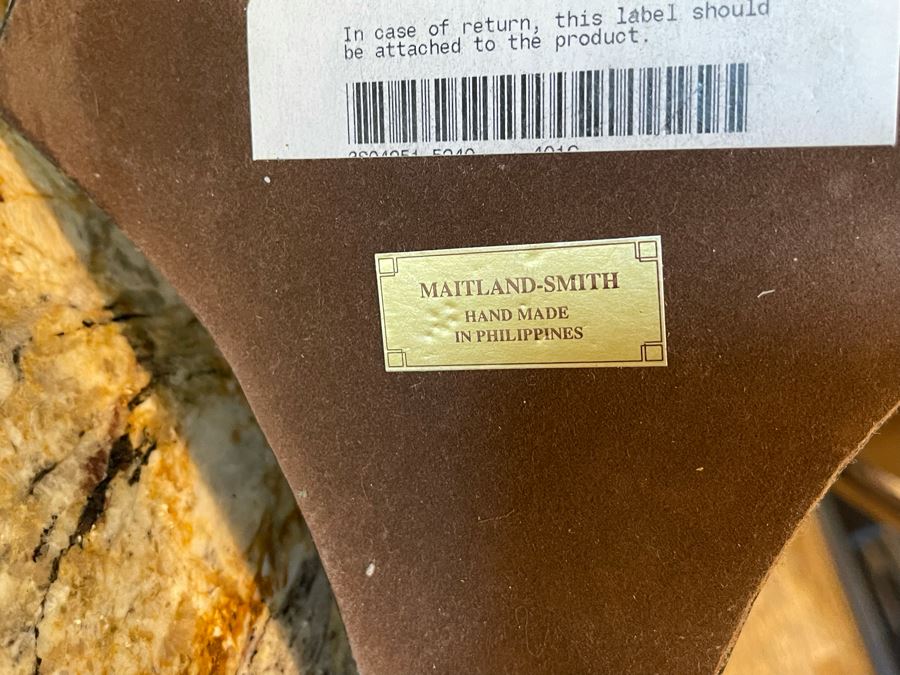 In case of return, this label should
be attached to the product.
MAITLAND-SMITH
HAND MADE
IN PHILIPPINES